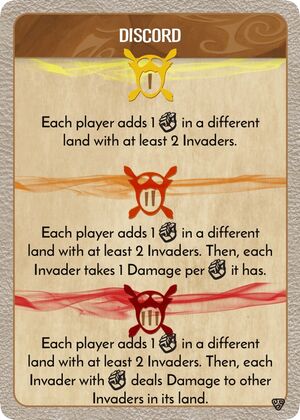 DISCORD
I
Each player adds 1 in a different
land with at least 2 Invaders.
II
Each player adds 1 in a different
land with at least 2 Invaders. Then, each
Invader takes 1 Damage per it has.
III
Each player adds 1 in a different
land with at least 2 Invaders. Then, each
Invader with deals Damage to other
Invaders in its land.